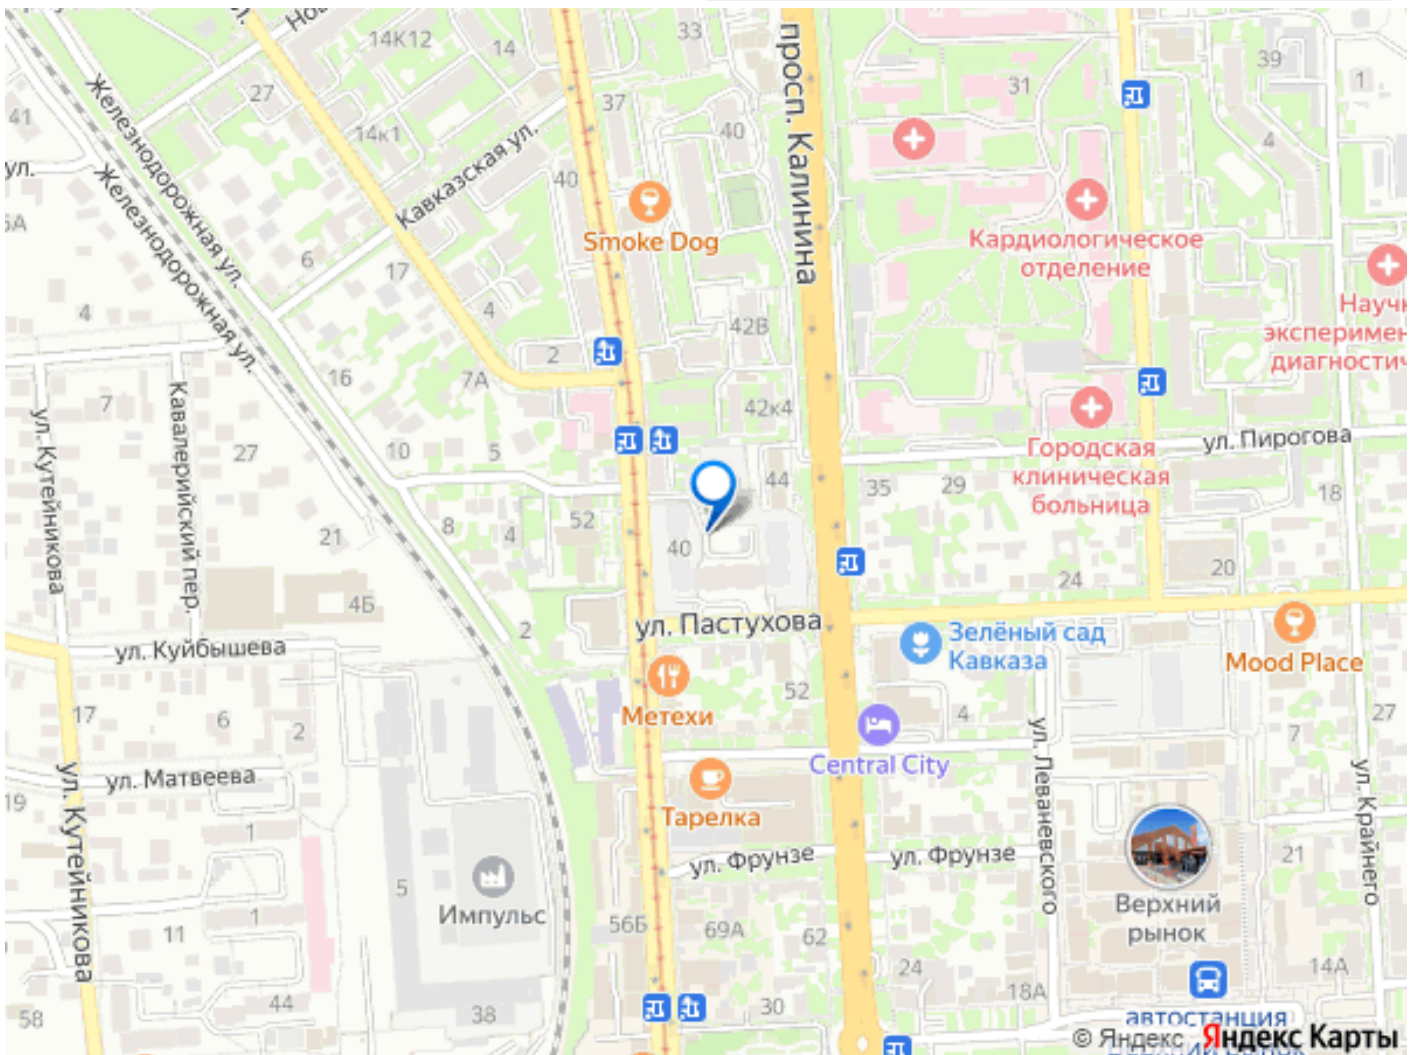 14К12
14
33
просп. Калинина
39
1
31
27
37
41
14к1
40
4
Железнодорожная ул.
Кавказская ул.
ул.
Железнодорожная ул.
40
Smoke Dog
Кардиологическое
отделение
6
17
4
4
42В
2
16
7А
7
Кавалерийский пер.
ул. Кутейникова
42к4
27
10
5
Городская
клиническая
больница
ул. Пирогова
44
35
29
18
8
4
52
21
40
24
20
4Б
2
ул. Пастухова
ул. Куйбышева
Зелёный сад
Кавказа
Mood Place
52
Метехи
17
6
2
4
7
27
ул. Матвеева
Central City
ул. Леваневского
ул. Крайнего
19
ул. Кутейникова
Тарелка
1
ул. Фрунзе
ул. Фрунзе
21
5
Импульс
Верхний
рынок
1
11
56Б
69А
62
24
14А
18А
44
38
30
58
автостанция
© Яндекс Яндекс Карты